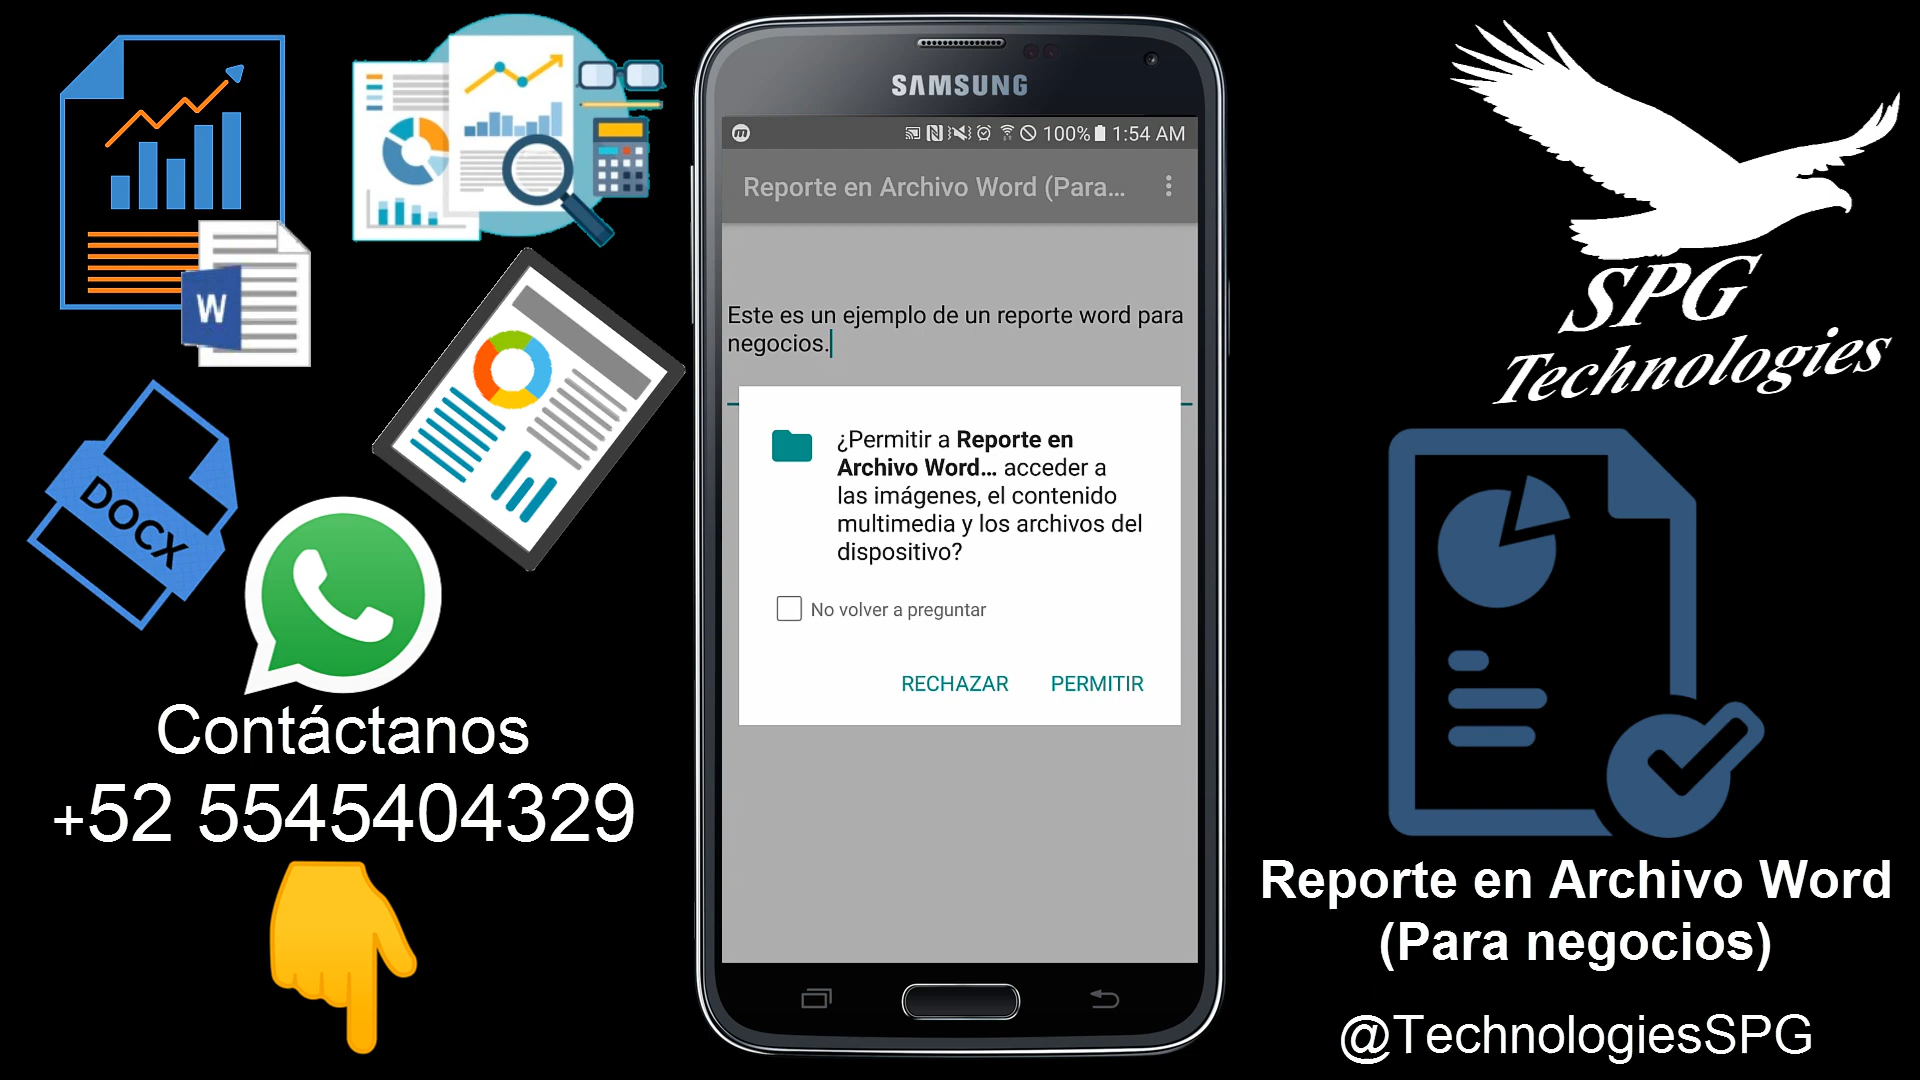 W
DOCX
Contáctanos
+52 5545404329
SAMSUNG
100% 1:54 AM
Reporte en Archivo Word (Para...
Este es un ejemplo de un reporte word para
negocios.
¿Permitir a Reporte en
Archivo Word... acceder a
las imágenes, el contenido
multimedia y los archivos del
dispositivo?
No volver a preguntar
RECHAZAR PERMITIR
SPG
Technologies
Reporte en Archivo Word
(Para negocios)
@TechnologiesSPG